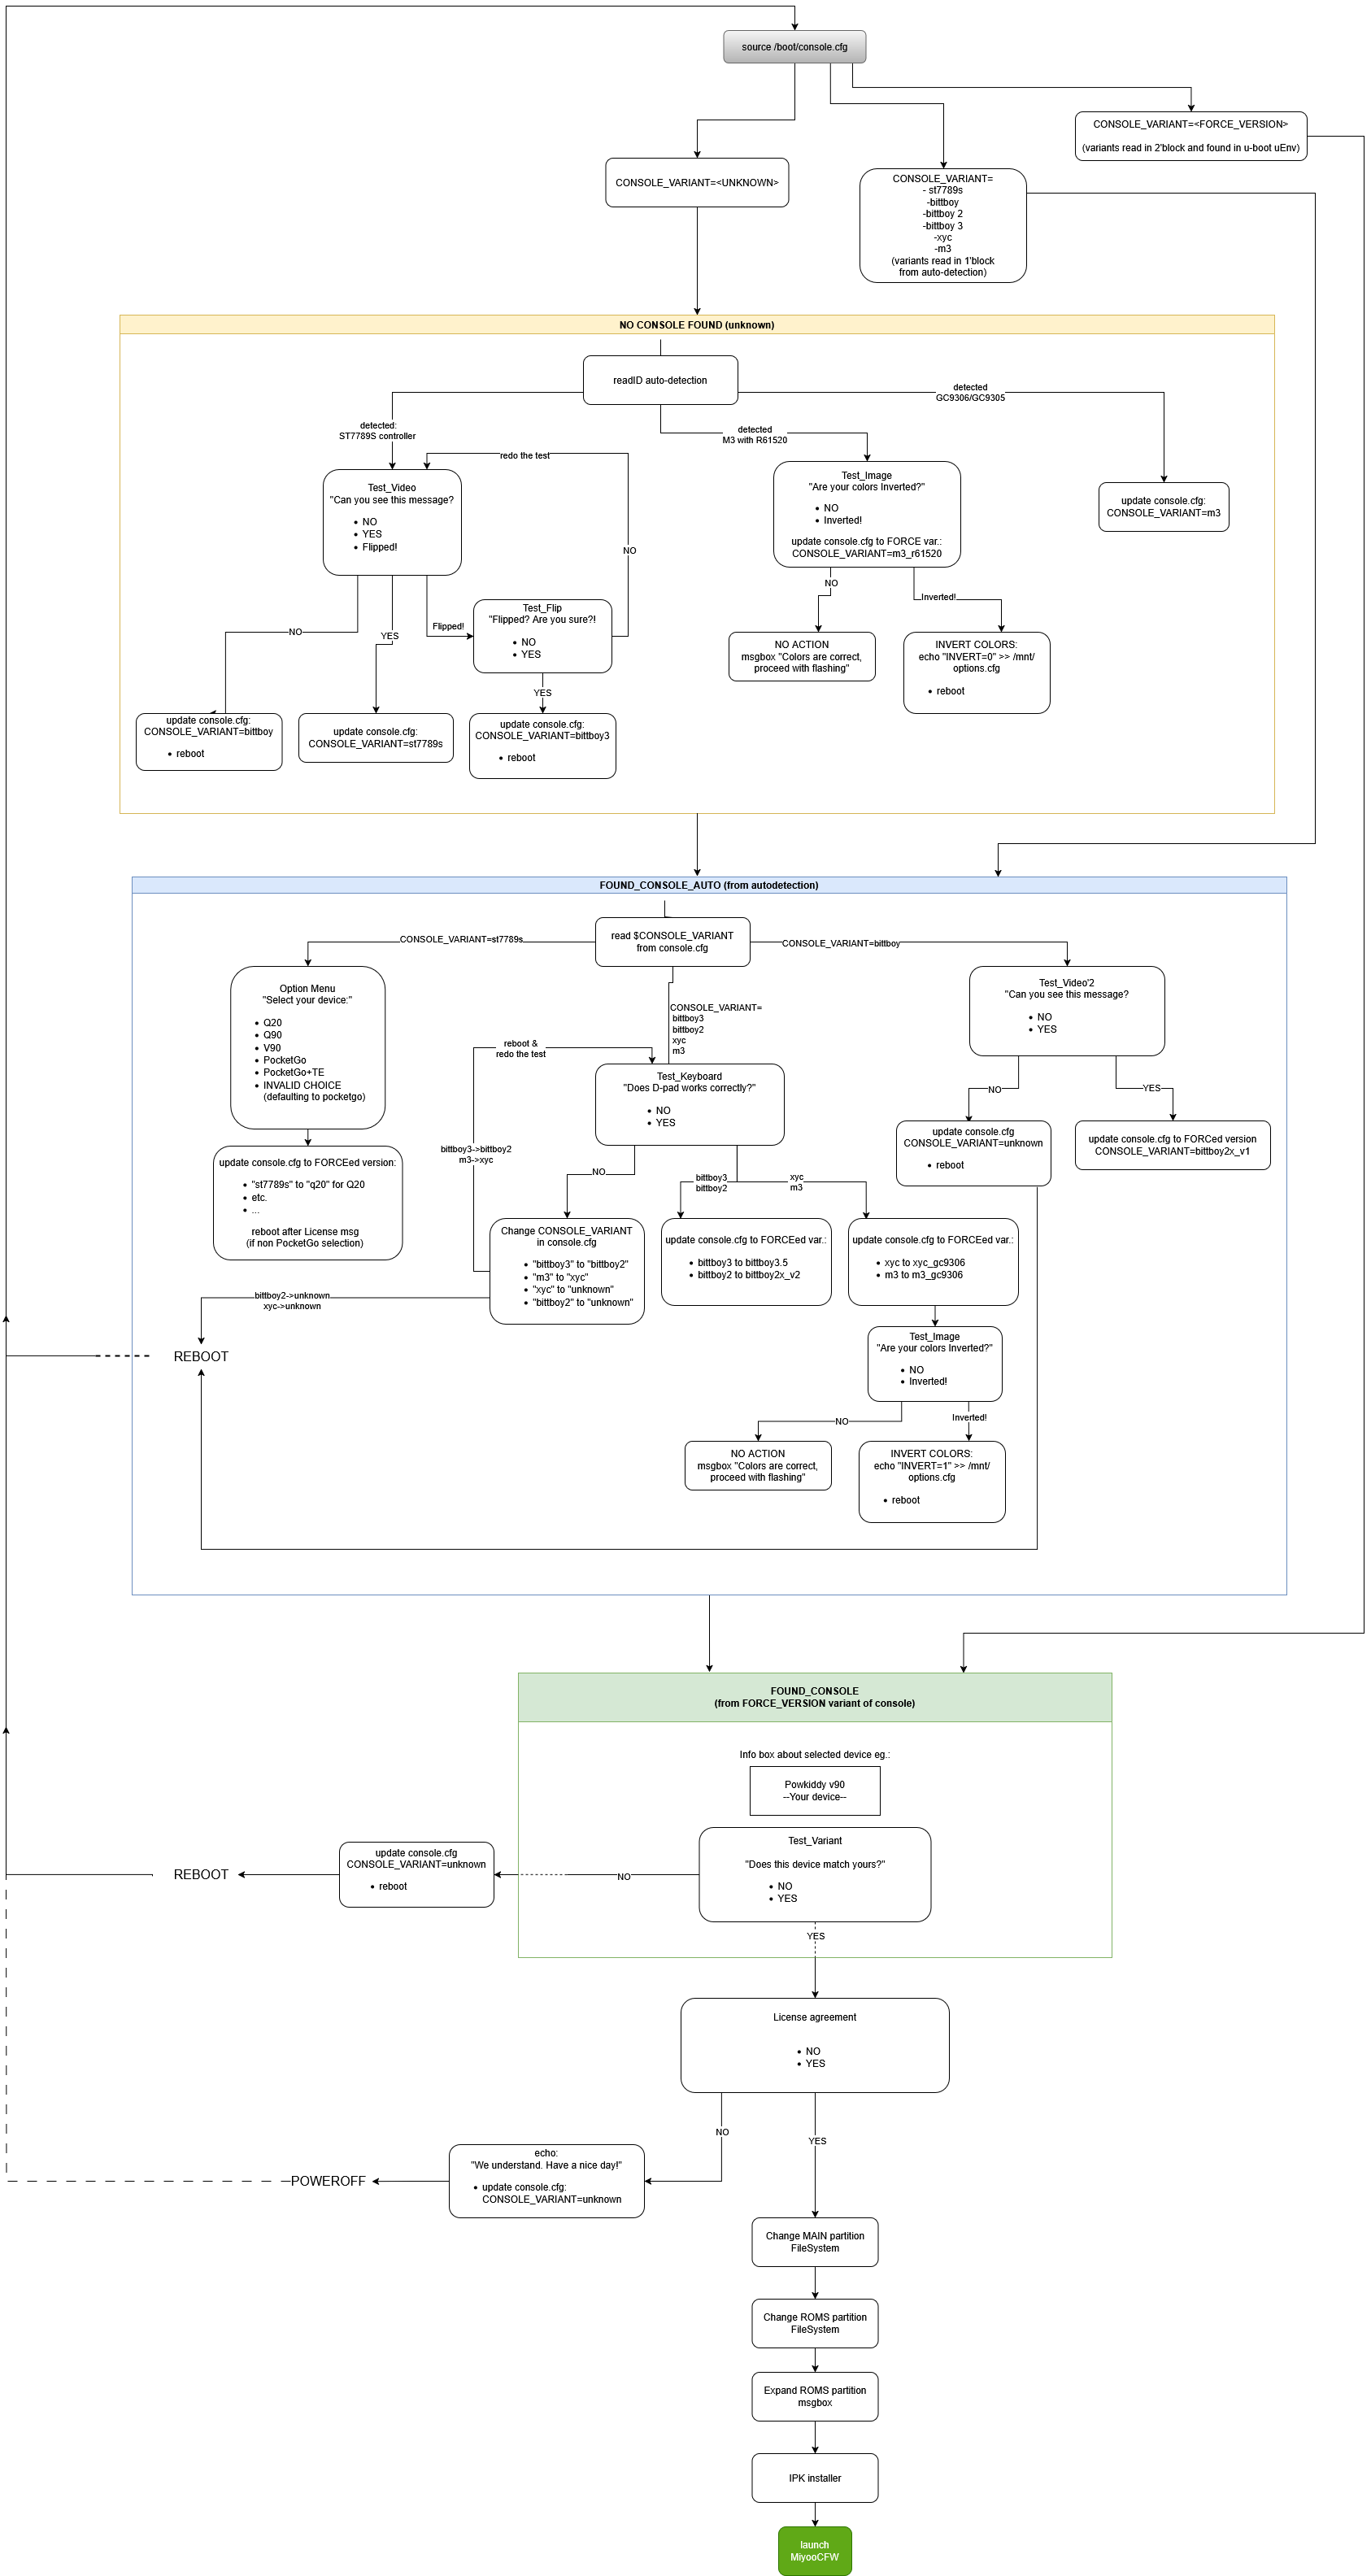 source /boot/console.cfg
CONSOLE_VARIANT=<FORCE_VERSION>
(variants read in 2'block and found in u-boot uEnv)
CONSOLE_VARIANT=<UNKNOWN>
CONSOLE_VARIANT=
- st7789s
-bittboy
-bittboy 2
-bittboy 3
-xyc
-m3
(variants read in 1'block
from auto-detection)
NO CONSOLE FOUND (unknown)
readID auto-detection
detected
GC9306/GC9305
detected:
ST7789S controller
detected
M3 with R61520
redo the test
Test_Video
"Can you see this message?
• NO
• YES
• Flipped!
Test_Image
"Are your colors Inverted?"
• NO
• Inverted!
update console.cfg to FORCE var.:
CONSOLE_VARIANT=m3_r61520
update console.cfg:
CONSOLE_VARIANT=m3
NO
NO
Inverted!
Test_Flip
"Flipped? Are you sure?!
• NO
• YES
Flipped!
NO
YES
NO ACTION
msgbox "Colors are correct,
proceed with flashing"
INVERT COLORS:
echo "INVERT=0" >> /mnt/
options.cfg
• reboot
YES
update console.cfg:
CONSOLE_VARIANT=bittboy
• reboot
update console.cfg:
CONSOLE_VARIANT=st7789s
update console.cfg:
CONSOLE_VARIANT=bittboy3
• reboot
FOUND_CONSOLE_AUTO (from autodetection)
read $CONSOLE_VARIANT
from console.cfg
CONSOLE_VARIANT=st7789s
CONSOLE_VARIANT=bittboy
Option Menu
"Select your device:"
• Q20
• Q90
• V90
• PocketGo
• PocketGo+TE
• INVALID CHOICE
(defaulting to pocketgo)
Test_Video'2
"Can you see this message?
• NO
• YES
CONSOLE_VARIANT=
bittboy3
bittboy2
xyc
m3
reboot &
redo the test
Test_Keyboard
"Does D-pad works correctly?"
• NO
• YES
NO
YES
update console.cfg
CONSOLE_VARIANT=unknown
• reboot
update console.cfg to FORCed version
CONSOLE_VARIANT=bittboy2x_v1
bittboy3->bittboy2
m3->xyc
update console.cfg to FORCEed version:
• "st7789s" to "q20" for Q20
• etc.
• ...
reboot after License msg
(if non PocketGo selection)
NO
bittboy3
bittboy2
xyc
m3
Change CONSOLE_VARIANT
in console.cfg
• "bittboy3" to "bittboy2"
• "m3" to "xyc"
• "xyc" to "unknown"
• "bittboy2" to "unknown"
update console.cfg to FORCEed var.:
• bittboy3 to bittboy3.5
• bittboy2 to bittboy2x_v2
update console.cfg to FORCEed var.:
• xyc to xyc_gc9306
• m3 to m3_gc9306
bittboy2->unknown
xyc->unknown
REBOOT
Test_Image
"Are your colors Inverted?"
• NO
• Inverted!
NO
Inverted!
NO ACTION
msgbox "Colors are correct,
proceed with flashing"
INVERT COLORS:
echo "INVERT=1" >> /mnt/
options.cfg
• reboot
FOUND_CONSOLE
(from FORCE_VERSION variant of console)
Info box about selected device eg.:
Powkiddy v90
--Your device--
Test_Variant
"Does this device match yours?"
• NO
• YES
NO
update console.cfg
CONSOLE_VARIANT=unknown
• reboot
REBOOT
YES
License agreement
• NO
• YES
NO
YES
echo:
"We understand. Have a nice day!"
• update console.cfg:
CONSOLE_VARIANT=unknown
POWEROFF
Change MAIN partition
FileSystem
Change ROMS partition
FileSystem
Expand ROMS partition
msgbox
IPK installer
launch
MiyooCFW